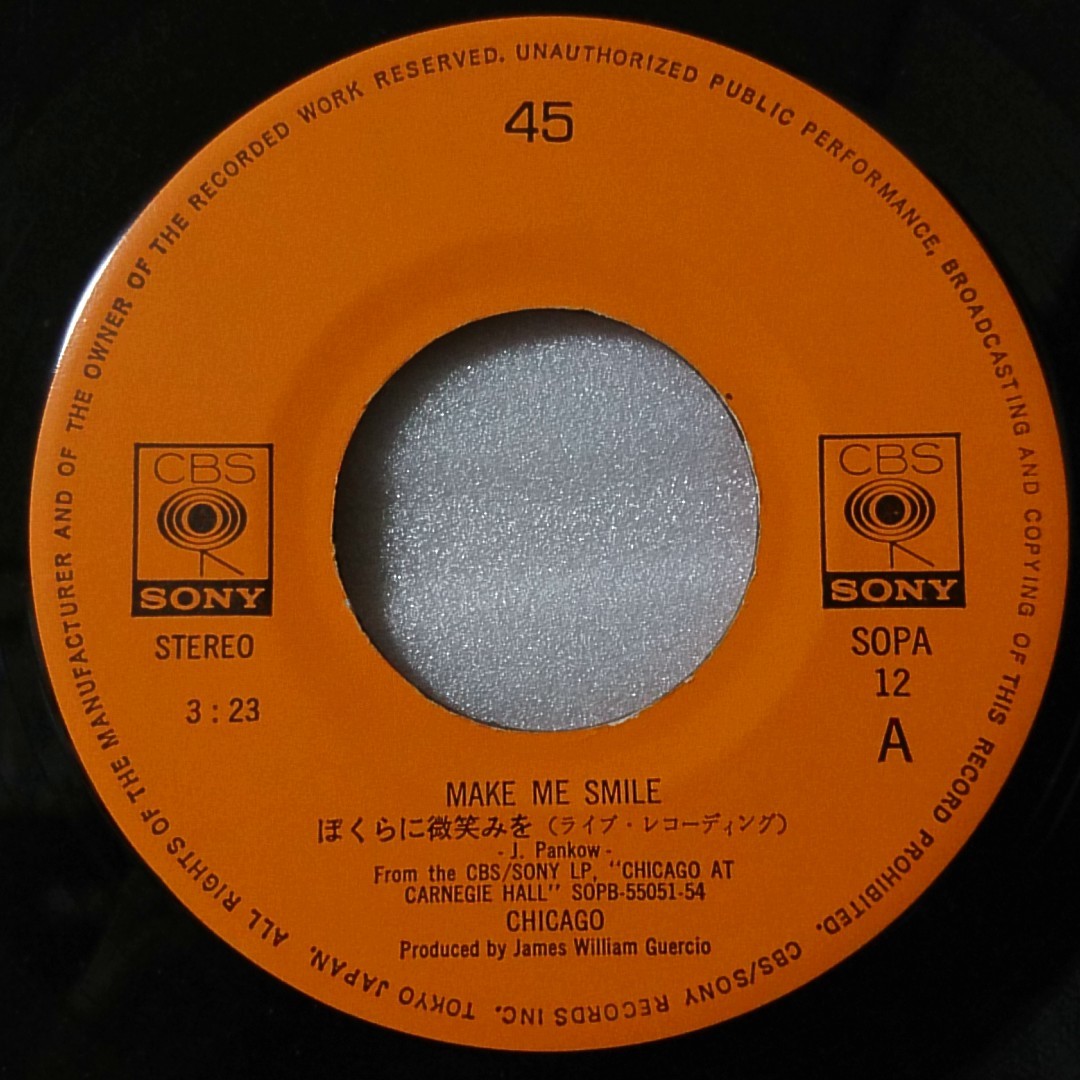 ALL RIGHTS OF THE MANUFACTURER AND OF THE OWNER OF THE RECORDED WORK RESERVED. UNAUTHORIZED PUBLIC PERFORMANCE, BROADCASTING AND COPYING OF THIS RECORD PROHIBITED. CBS/SONY RECORDS INC. TOKYO JAPAN.
45
CBS
SONY
STEREO
3:23
CBS
SONY
SOPA
12
A
MAKE ME SMILE
ぼくらに微笑みを（ライブ・レコーディング）
- J. Pankow -
From the CBS/SONY LP, "CHICAGO AT
CARNEGIE HALL" SOPB-55051-54
CHICAGO
Produced by James William Guercio